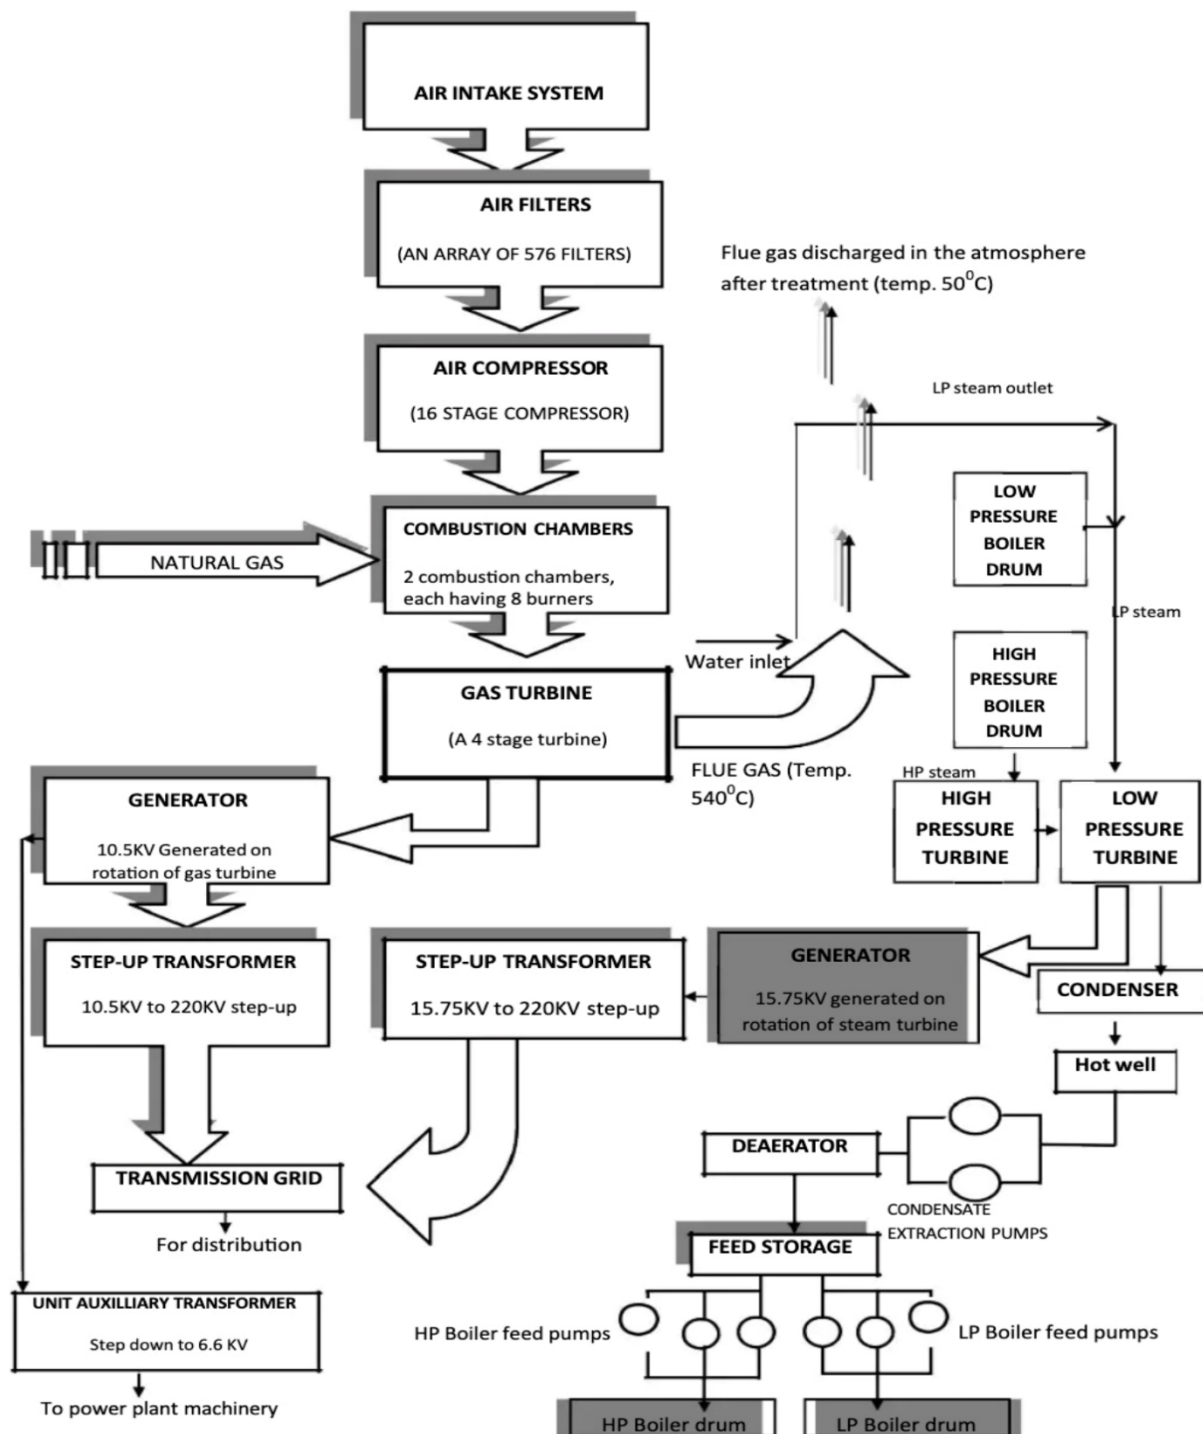 AIR INTAKE SYSTEM
AIR FILTERS
(AN ARRAY OF 576 FILTERS)
Flue gas discharged in the atmosphere
after treatment (temp. 50⁰C)
AIR COMPRESSOR
(16 STAGE COMPRESSOR)
LP steam outlet
COMBUSTION CHAMBERS
2 combustion chambers,
each having 8 burners
NATURAL GAS
LOW
PRESSURE
BOILER
DRUM
LP steam
Water inlet
HIGH
PRESSURE
BOILER
DRUM
GAS TURBINE
(A 4 stage turbine)
FLUE GAS (Temp.
540⁰C)
HP steam
HIGH
PRESSURE
TURBINE
LOW
PRESSURE
TURBINE
GENERATOR
10.5KV Generated on
rotation of gas turbine
STEP-UP TRANSFORMER
10.5KV to 220KV step-up
STEP-UP TRANSFORMER
15.75KV to 220KV step-up
GENERATOR
15.75KV generated on
rotation of steam turbine
CONDENSER
Hot well
DEAERATOR
CONDENSATE
EXTRACTION PUMPS
TRANSMISSION GRID
For distribution
FEED STORAGE
UNIT AUXILLIARY TRANSFORMER
Step down to 6.6 KV
To power plant machinery
HP Boiler feed pumps
LP Boiler feed pumps
HP Boiler drum
LP Boiler drum